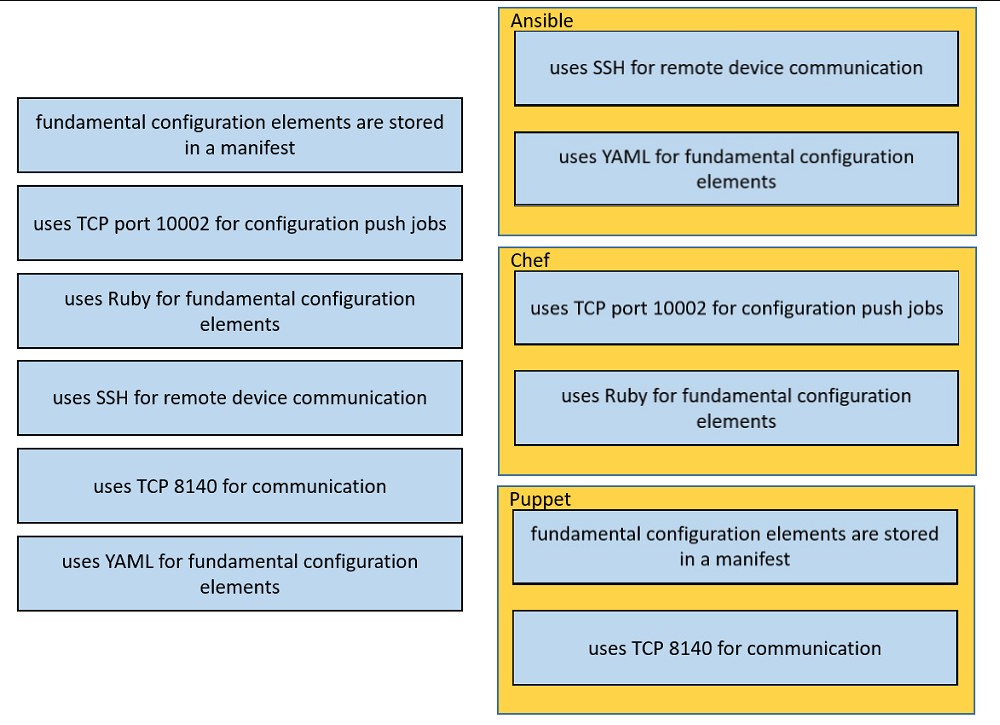 fundamental configuration elements are stored
in a manifest
uses TCP port 10002 for configuration push jobs
uses Ruby for fundamental configuration
elements
uses SSH for remote device communication
uses TCP 8140 for communication
uses YAML for fundamental configuration
elements
Ansible
uses SSH for remote device communication
uses YAML for fundamental configuration
elements
Chef
uses TCP port 10002 for configuration push jobs
uses Ruby for fundamental configuration
elements
Puppet
fundamental configuration elements are stored
in a manifest
uses TCP 8140 for communication